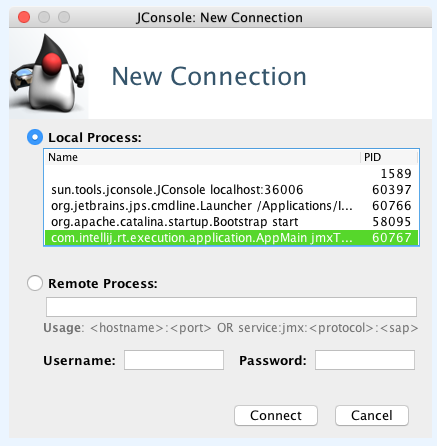 JConsole: New Connection
New Connection
Local Process:
Name PID
1589
sun.tools.jconsole.JConsole localhost:36006 60397
org.jetbrains.jps.cmdline.Launcher /Applications/I... 60766
org.apache.catalina.startup.Bootstrap start 58095
com.intellij.rt.execution.application.AppMain jmxT... 60767
Remote Process:
Usage: <hostname>:<port> OR service:jmx:<protocol>:<sap>
Username: Password:
Connect Cancel